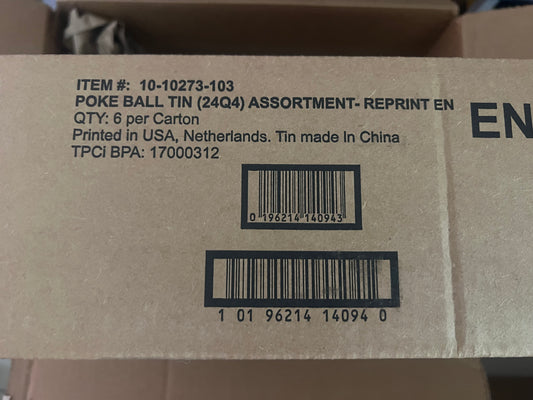 ITEM #: 10-10273-103
POKE BALL TIN (24Q4) ASSORTMENT- REPRINT EN
QTY: 6 per Carton
Printed in USA, Netherlands. Tin made In China
TPCi BPA: 17000312
EN
0 196214 140943
1 01 96214 14094 0